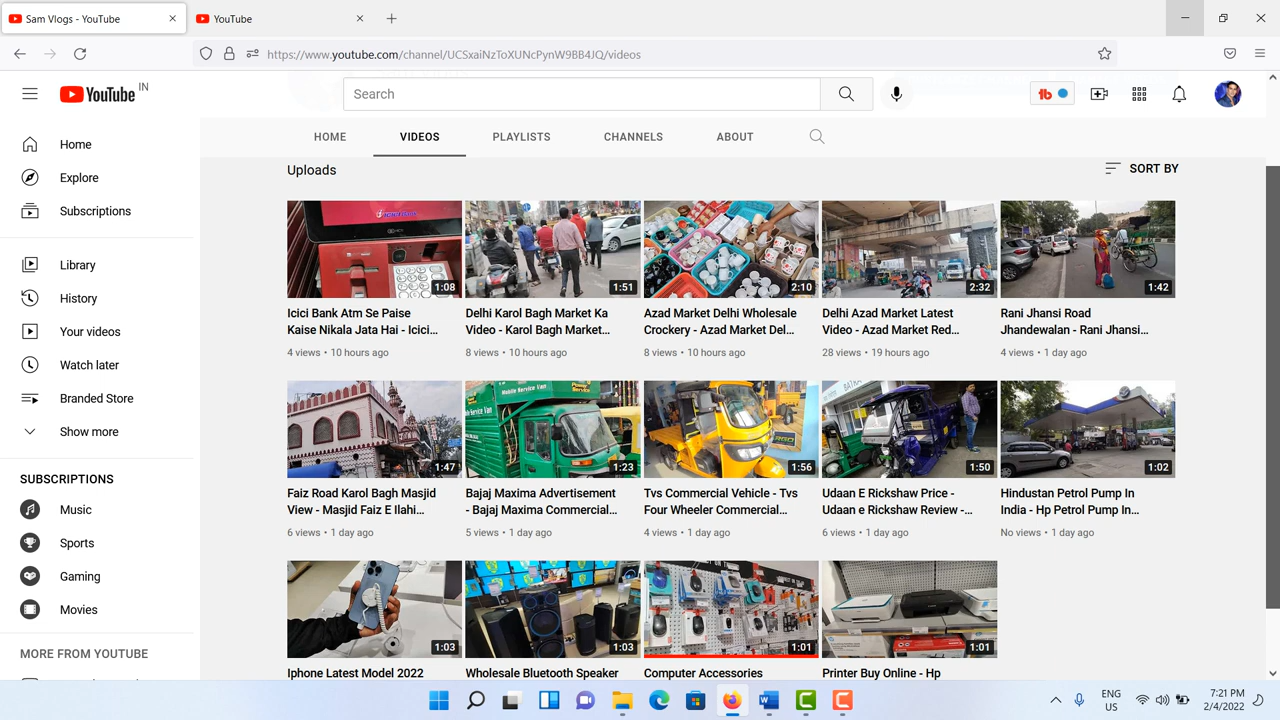 Sam Vlogs - YouTube
YouTube
https://www.youtube.com/channel/UCSxaiNzToXUNcPynW9BB4JQ/videos
YouTube IN
Search
HOME VIDEOS PLAYLISTS CHANNELS ABOUT
Home
Explore
Subscriptions
Library
History
Your videos
Watch later
Branded Store
Show more
SUBSCRIPTIONS
Music
Sports
Gaming
Movies
MORE FROM YOUTUBE
Uploads
SORT BY
1:08
Icici Bank Atm Se Paise
Kaise Nikala Jata Hai - Icici...
4 views • 10 hours ago
1:51
Delhi Karol Bagh Market Ka
Video - Karol Bagh Market...
8 views • 10 hours ago
2:10
Azad Market Delhi Wholesale
Crockery - Azad Market Del...
8 views • 10 hours ago
2:32
Delhi Azad Market Latest
Video - Azad Market Red...
28 views • 19 hours ago
1:42
Rani Jhansi Road
Jhandewalan - Rani Jhansi...
4 views • 1 day ago
1:47
Faiz Road Karol Bagh Masjid
View - Masjid Faiz E Ilahi...
6 views • 1 day ago
Mobile Service Van
1:23
Bajaj Maxima Advertisement
- Bajaj Maxima Commercial...
5 views • 1 day ago
1:56
Tvs Commercial Vehicle - Tvs
Four Wheeler Commercial...
4 views • 1 day ago
1:50
Udaan E Rickshaw Price -
Udaan e Rickshaw Review -...
6 views • 1 day ago
1:02
Hindustan Petrol Pump In
India - Hp Petrol Pump In...
No views • 1 day ago
1:03
Iphone Latest Model 2022
1:03
Wholesale Bluetooth Speaker
1:01
Computer Accessories
1:01
Printer Buy Online - Hp
ENG
US
7:21 PM
2/4/2022